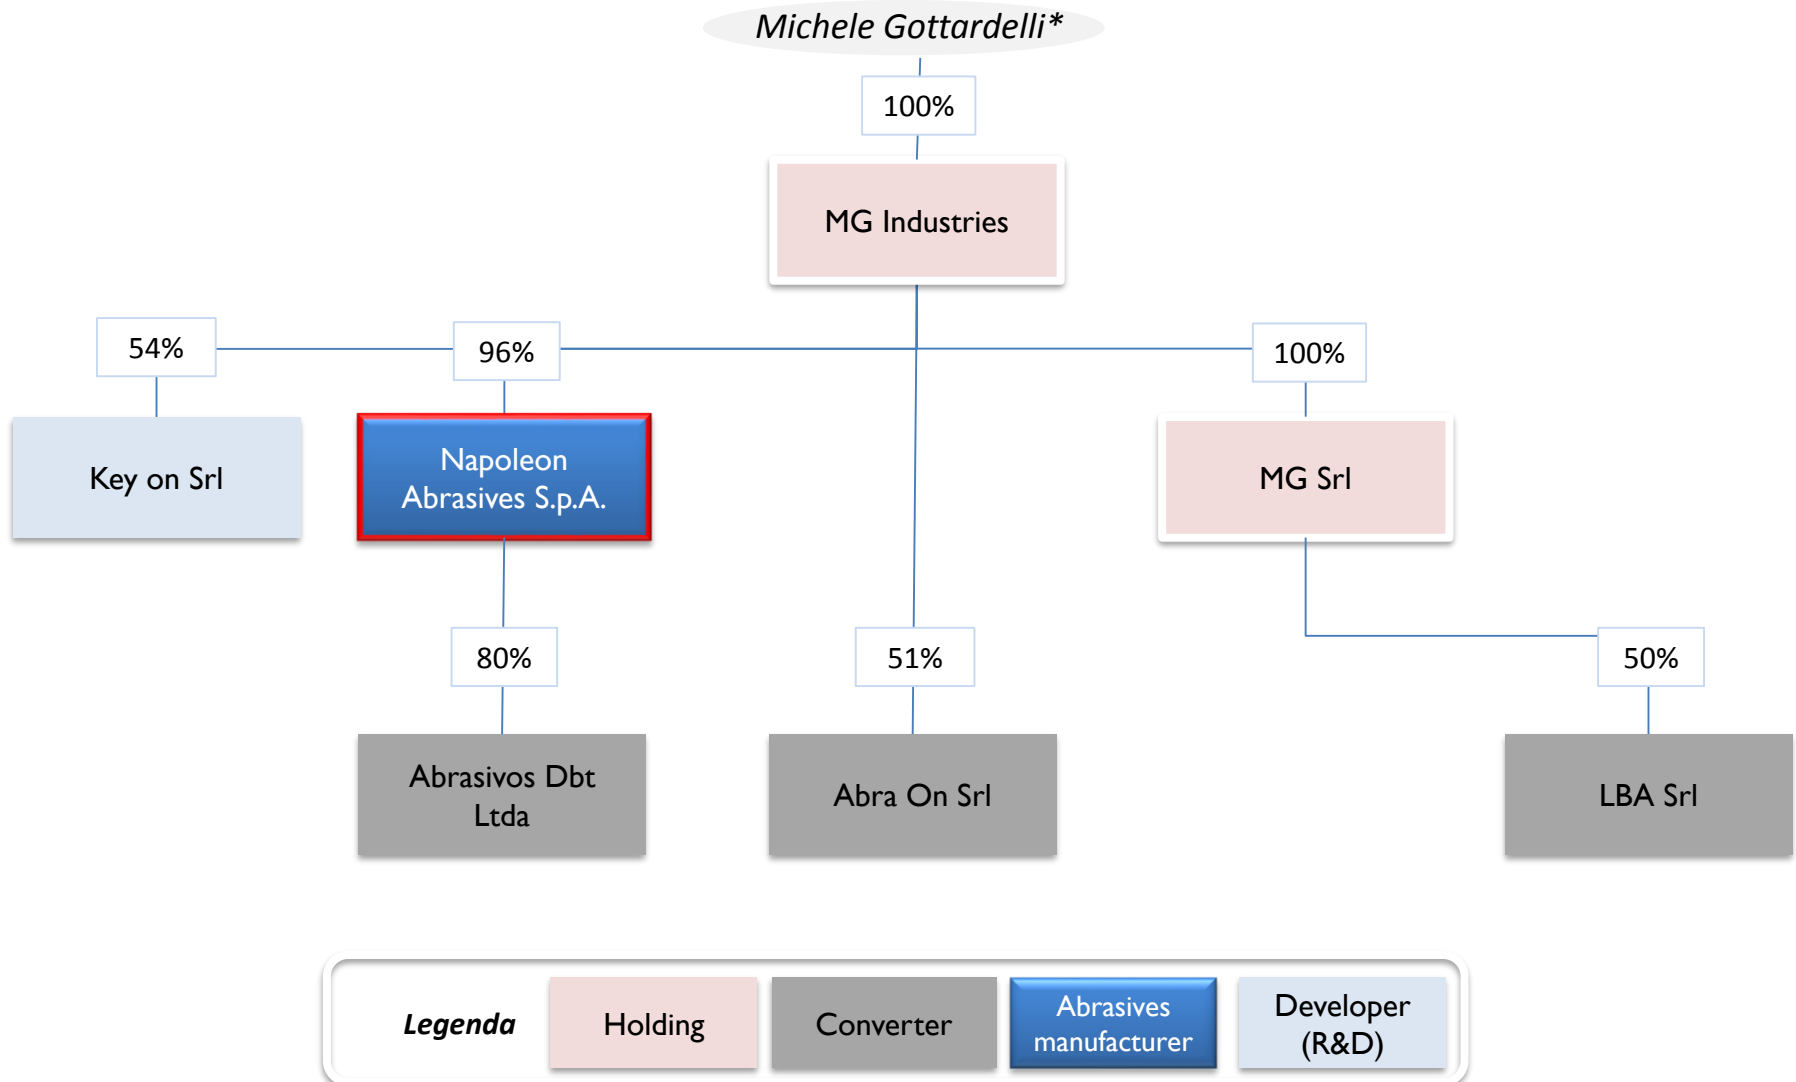 Michele Gottardelli*
100%
MG Industries
54%
96%
100%
Key on Srl
Napoleon
Abrasives S.p.A.
MG Srl
80%
51%
50%
Abrasivos Dbt
Ltda
Abra On Srl
LBA Srl
Legenda
Holding
Converter
Abrasives
manufacturer
Developer
(R&D)